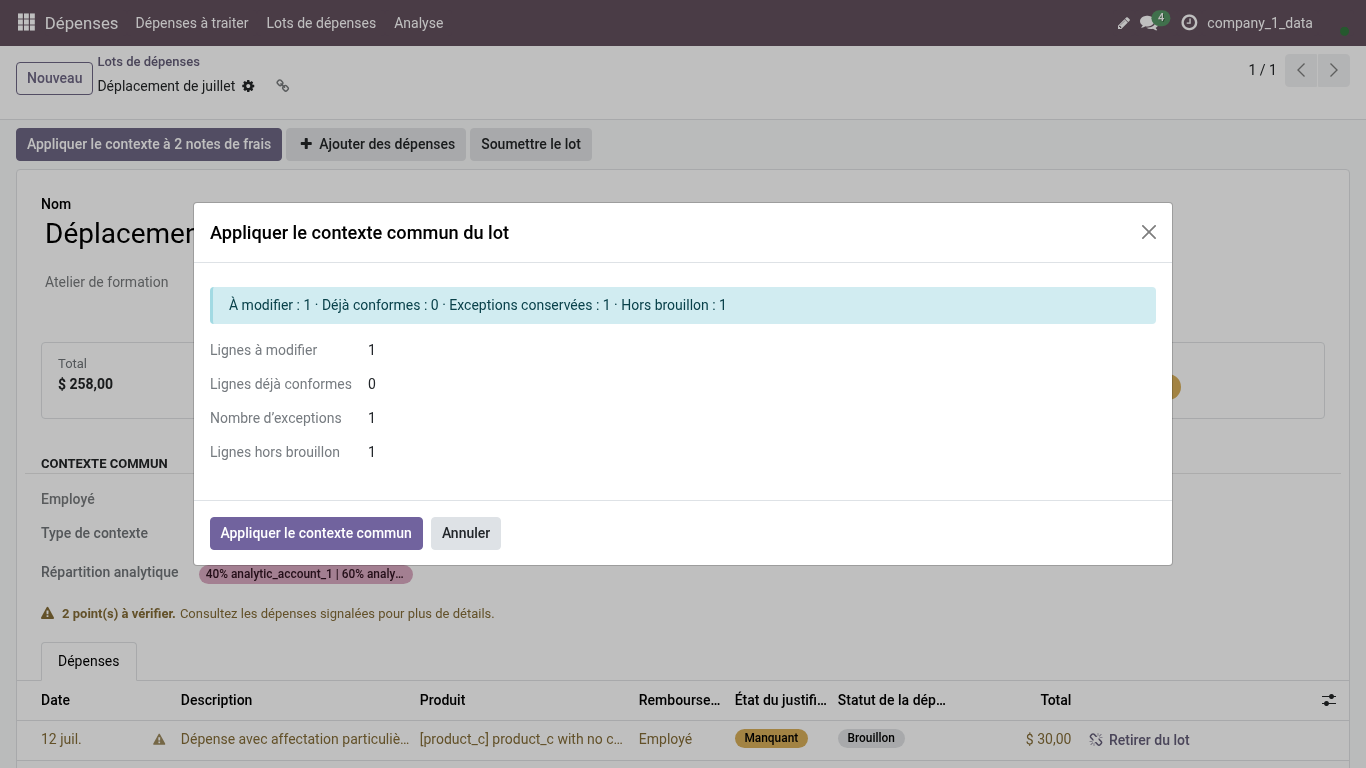 Dépenses Dépenses à traiter Lots de dépenses Analyse 4 company_1_data
Nouveau Lots de dépenses
Déplacement de juillet 1 / 1
Appliquer le contexte à 2 notes de frais Ajouter des dépenses Soumettre le lot
Nom
Déplacemen
Atelier de formation
Total
$ 258,00
Appliquer le contexte commun du lot
À modifier : 1 · Déjà conformes : 0 · Exceptions conservées : 1 · Hors brouillon : 1
Lignes à modifier 1
Lignes déjà conformes 0
Nombre d’exceptions 1
Lignes hors brouillon 1
Appliquer le contexte commun Annuler
CONTEXTE COMMUN
Employé
Type de contexte
Répartition analytique 40% analytic_account_1 | 60% analy...
2 point(s) à vérifier. Consultez les dépenses signalées pour plus de détails.
Dépenses
Date Description Produit Rembourse... État du justifi... Statut de la dép... Total
12 juil. Dépense avec affectation particuliè... [product_c] product_c with no c... Employé Manquant Brouillon $ 30,00 Retirer du lot